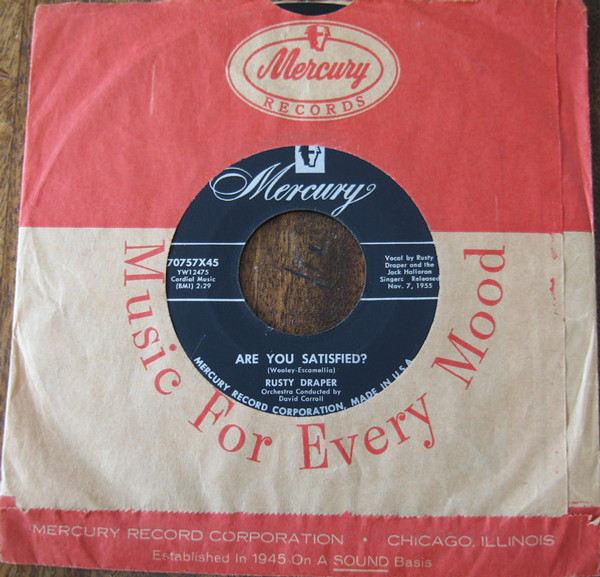 Mercury
RECORDS
Mercury
70757X45
YW12475
Cordial Music
(BMI) 2:29
Vocal by Rusty
Draper and the
Jack Halloran
Singers Released
Nov. 7, 1955
ARE YOU SATISFIED?
(Wooley-Escamellia)
RUSTY DRAPER
Orchestra Conducted by
David Carroll
MERCURY RECORD CORPORATION, MADE IN U.S.A.
Music For Every Mood
MERCURY RECORD CORPORATION • CHICAGO, ILLINOIS
Established in 1945 On A SOUND Basis